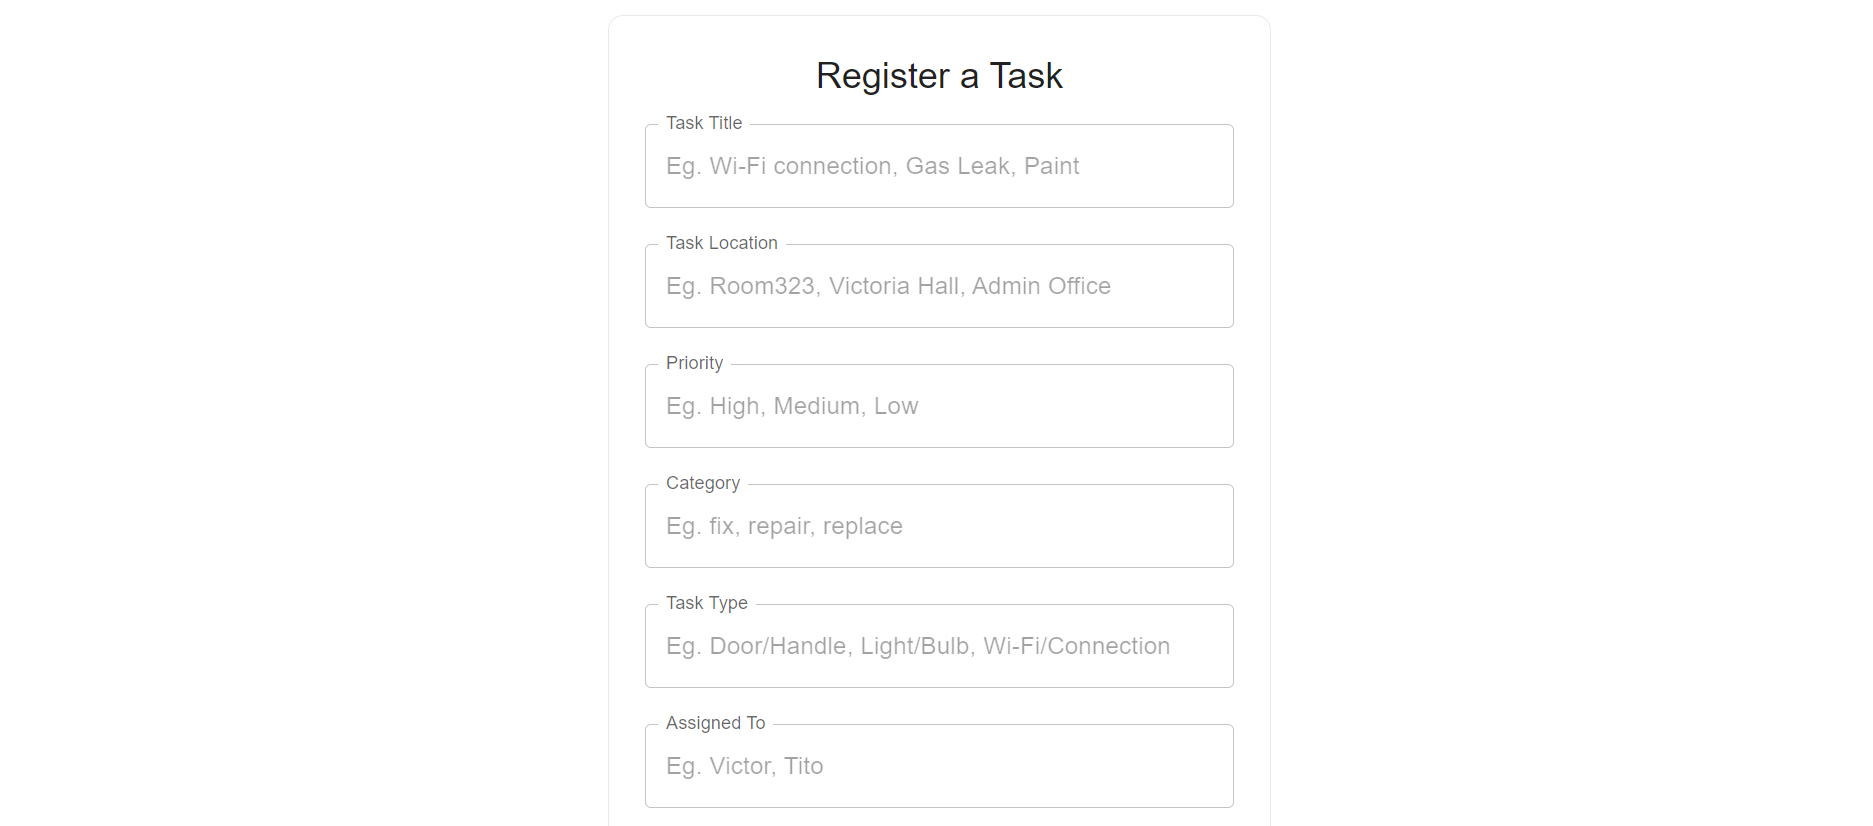 Register a Task
Task Title
Eg. Wi-Fi connection, Gas Leak, Paint
Task Location
Eg. Room323, Victoria Hall, Admin Office
Priority
Eg. High, Medium, Low
Category
Eg. fix, repair, replace
Task Type
Eg. Door/Handle, Light/Bulb, Wi-Fi/Connection
Assigned To
Eg. Victor, Tito